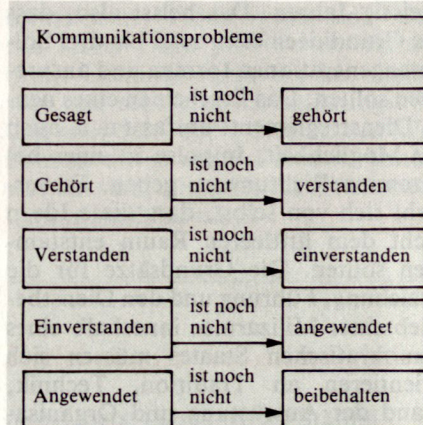 Kommunikationsprobleme
Gesagt ist noch nicht gehört
Gehört ist noch nicht verstanden
Verstanden ist noch nicht einverstanden
Einverstanden ist noch nicht angewendet
Angewendet ist noch nicht beibehalten